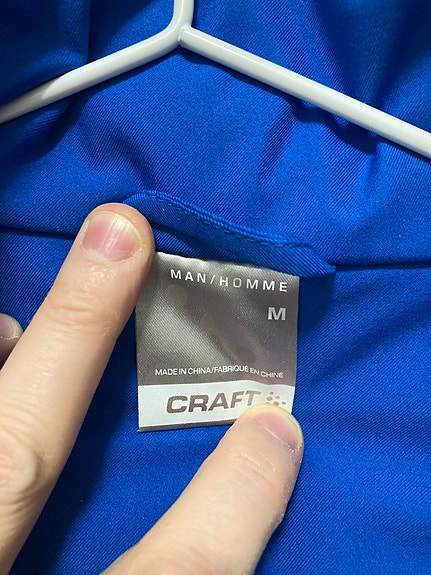 MAN/HOMME
M
MADE IN CHINA/FABRIQUÉ EN CHINE
CRAFT